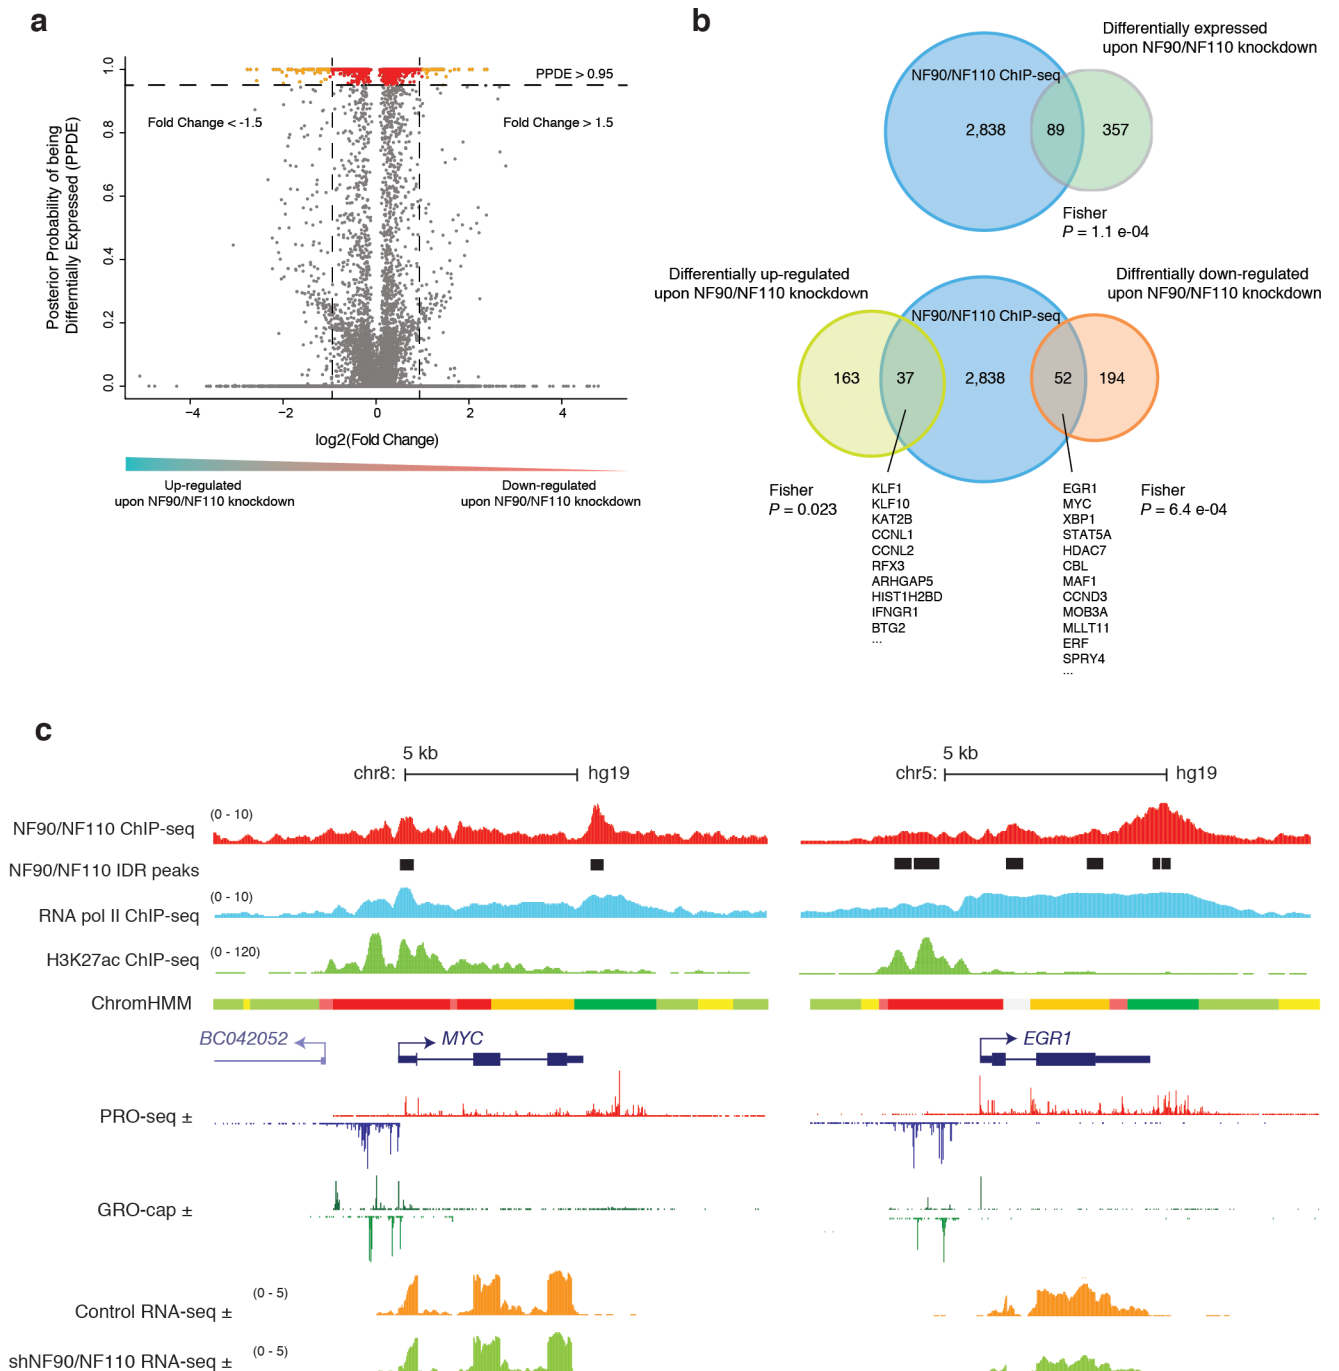 a
Posterior Probability of being
Differntially Expressed (PPDE)
1.0
0.8
0.6
0.4
0.2
0.0
PPDE > 0.95
Fold Change < -1.5
Fold Change > 1.5
−4
−2
0
2
4
log2(Fold Change)
Up-regulated
upon NF90/NF110 knockdown
Down-regulated
upon NF90/NF110 knockdown
b
Differentially expressed
upon NF90/NF110 knockdown
NF90/NF110 ChIP-seq
2,838
89
357
Fisher
P = 1.1 e-04
Differentially up-regulated
upon NF90/NF110 knockdown
Diffrentially down-regulated
upon NF90/NF110 knockdown
NF90/NF110 ChIP-seq
163
37
2,838
52
194
Fisher
P = 0.023
KLF1
KLF10
KAT2B
CCNL1
CCNL2
RFX3
ARHGAP5
HIST1H2BD
IFNGR1
BTG2
...
EGR1
MYC
XBP1
STAT5A
HDAC7
CBL
MAF1
CCND3
MOB3A
MLLT11
ERF
SPRY4
...
Fisher
P = 6.4 e-04
c
5 kb
chr8:
hg19
5 kb
chr5:
hg19
NF90/NF110 ChIP-seq
(0 - 10)
NF90/NF110 IDR peaks
RNA pol II ChIP-seq
(0 - 10)
H3K27ac ChIP-seq
(0 - 120)
ChromHMM
BC042052
MYC
EGR1
PRO-seq ±
GRO-cap ±
Control RNA-seq ±
(0 - 5)
shNF90/NF110 RNA-seq ±
(0 - 5)